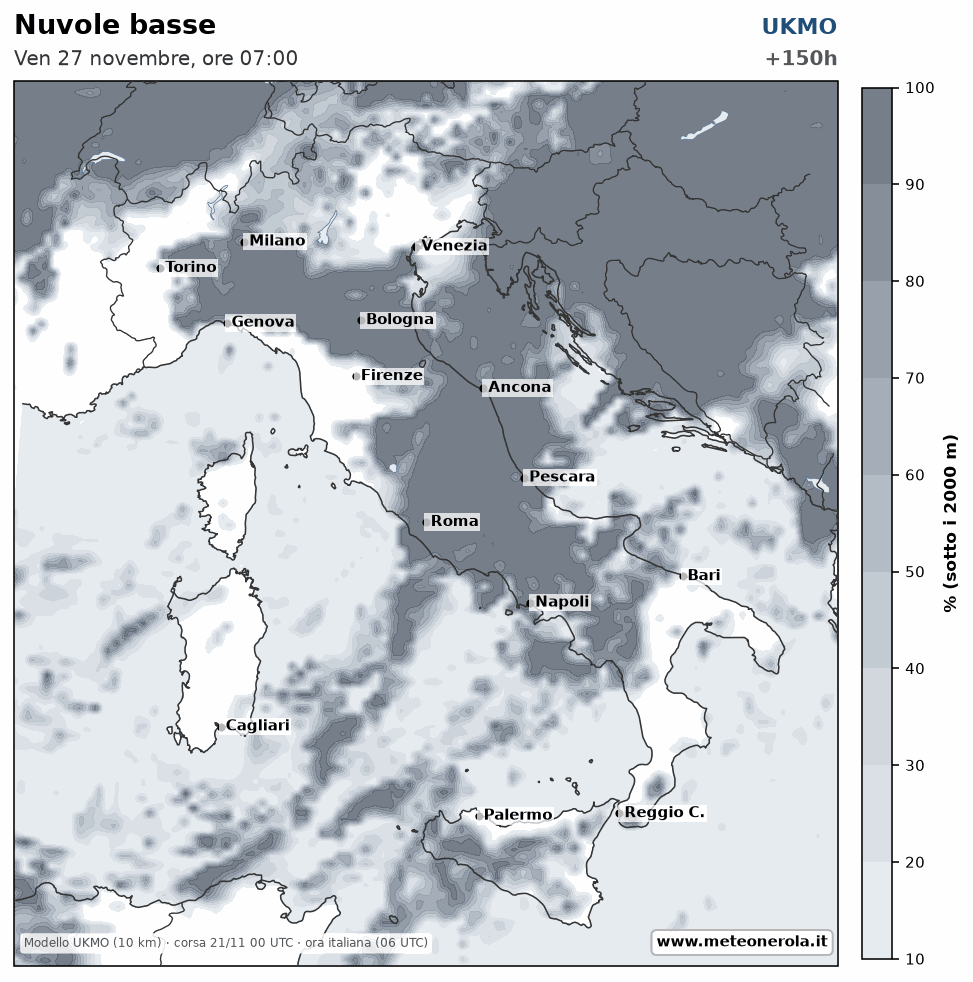 Nuvole basse
UKMO
Ven 27 novembre, ore 07:00
+150h
Milano
Venezia
Torino
Genova
Bologna
Firenze
Ancona
Pescara
Roma
Bari
Napoli
Cagliari
Palermo
Reggio C.
Modello UKMO (10 km) · corsa 21/11 00 UTC · ora italiana (06 UTC)
www.meteonerola.it
100
90
80
70
60
50
40
30
20
10
% (sotto i 2000 m)